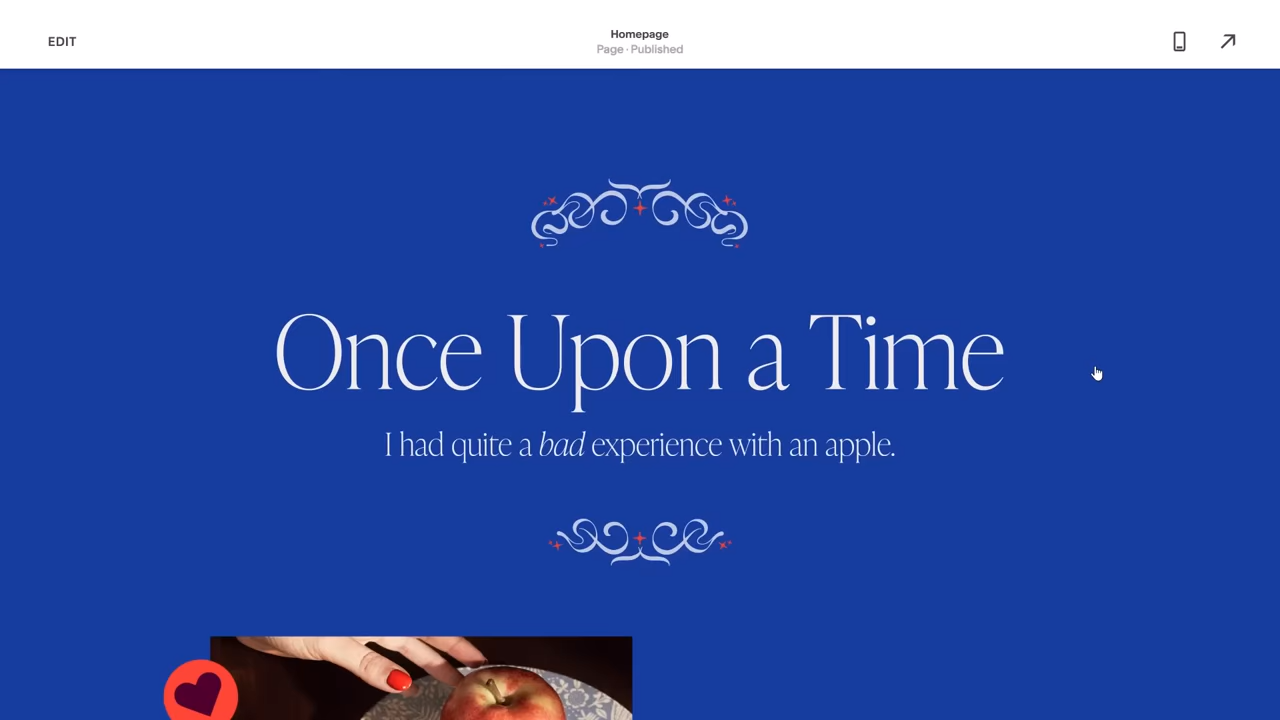 EDIT
Homepage
Page · Published
Once Upon a Time
I had quite a bad experience with an apple.